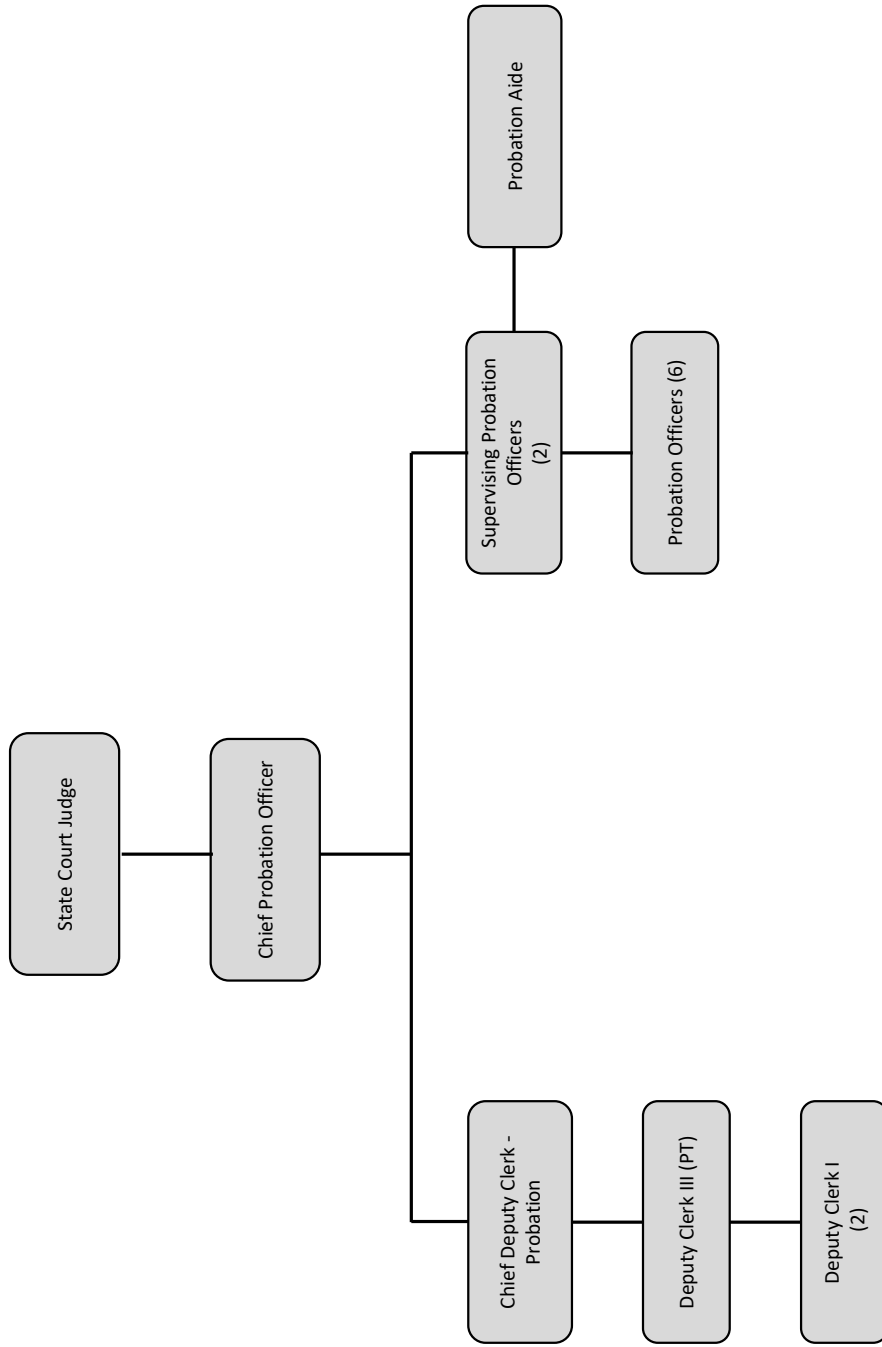 State Court Judge
Chief Probation Officer
Chief Deputy Clerk -
Probation
Deputy Clerk III (PT)
Deputy Clerk I
(2)
Supervising Probation
Officers
(2)
Probation Officers (6)
Probation Aide